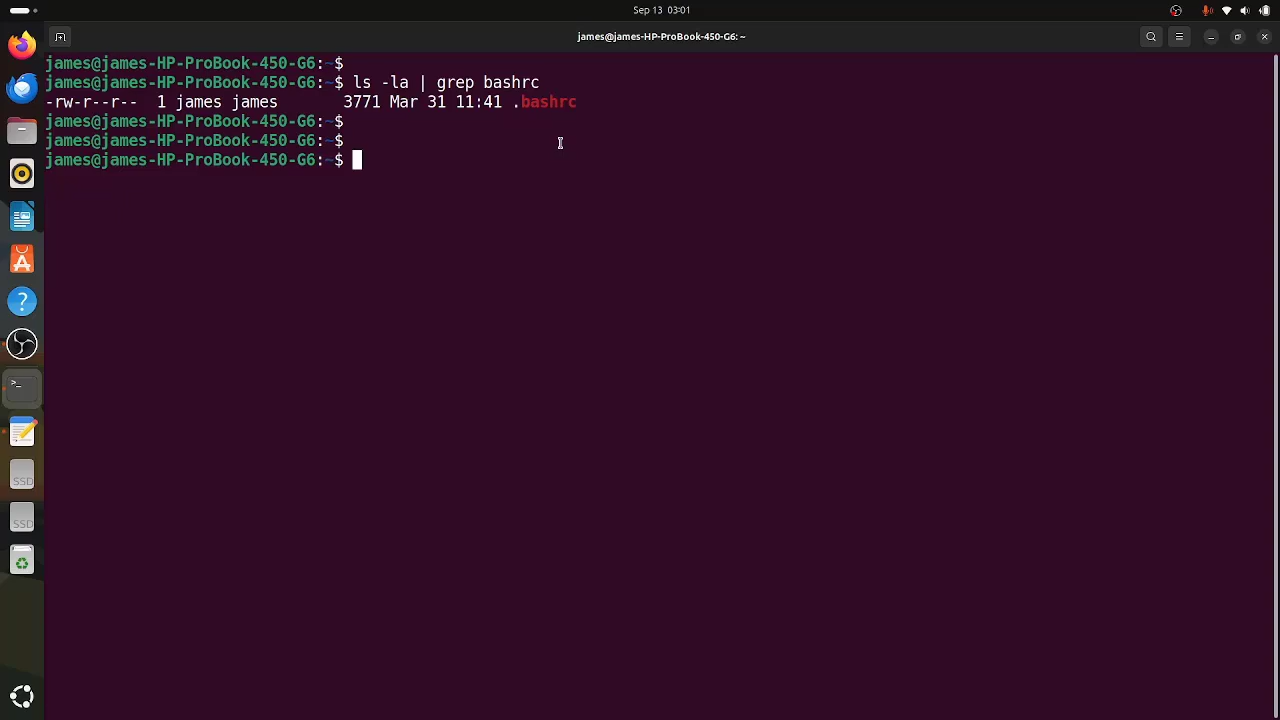 Sep 13 03:01
james@james-HP-ProBook-450-G6: ~
james@james-HP-ProBook-450-G6:~$
james@james-HP-ProBook-450-G6:~$ ls -la | grep bashrc
-rw-r--r-- 1 james james 3771 Mar 31 11:41 .bashrc
james@james-HP-ProBook-450-G6:~$
james@james-HP-ProBook-450-G6:~$
james@james-HP-ProBook-450-G6:~$
SSD
SSD